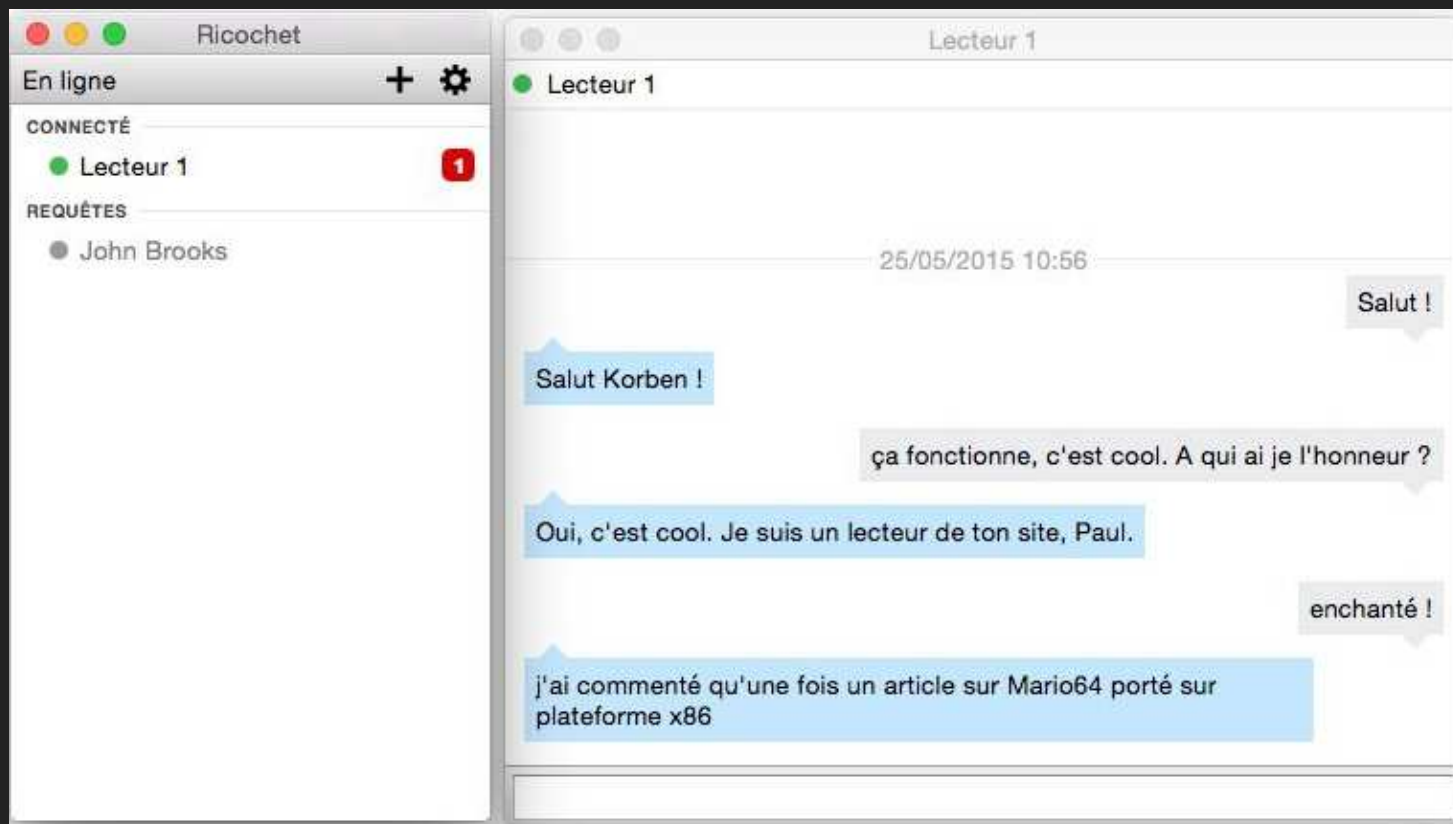 Ricochet
En ligne
CONNECTÉ
Lecteur 1
1
REQUÊTES
John Brooks
Lecteur 1
Lecteur 1
25/05/2015 10:56
Salut !
Salut Korben !
ça fonctionne, c'est cool. A qui ai je l'honneur ?
Oui, c'est cool. Je suis un lecteur de ton site, Paul.
enchanté !
j'ai commenté qu'une fois un article sur Mario64 porté sur
plateforme x86